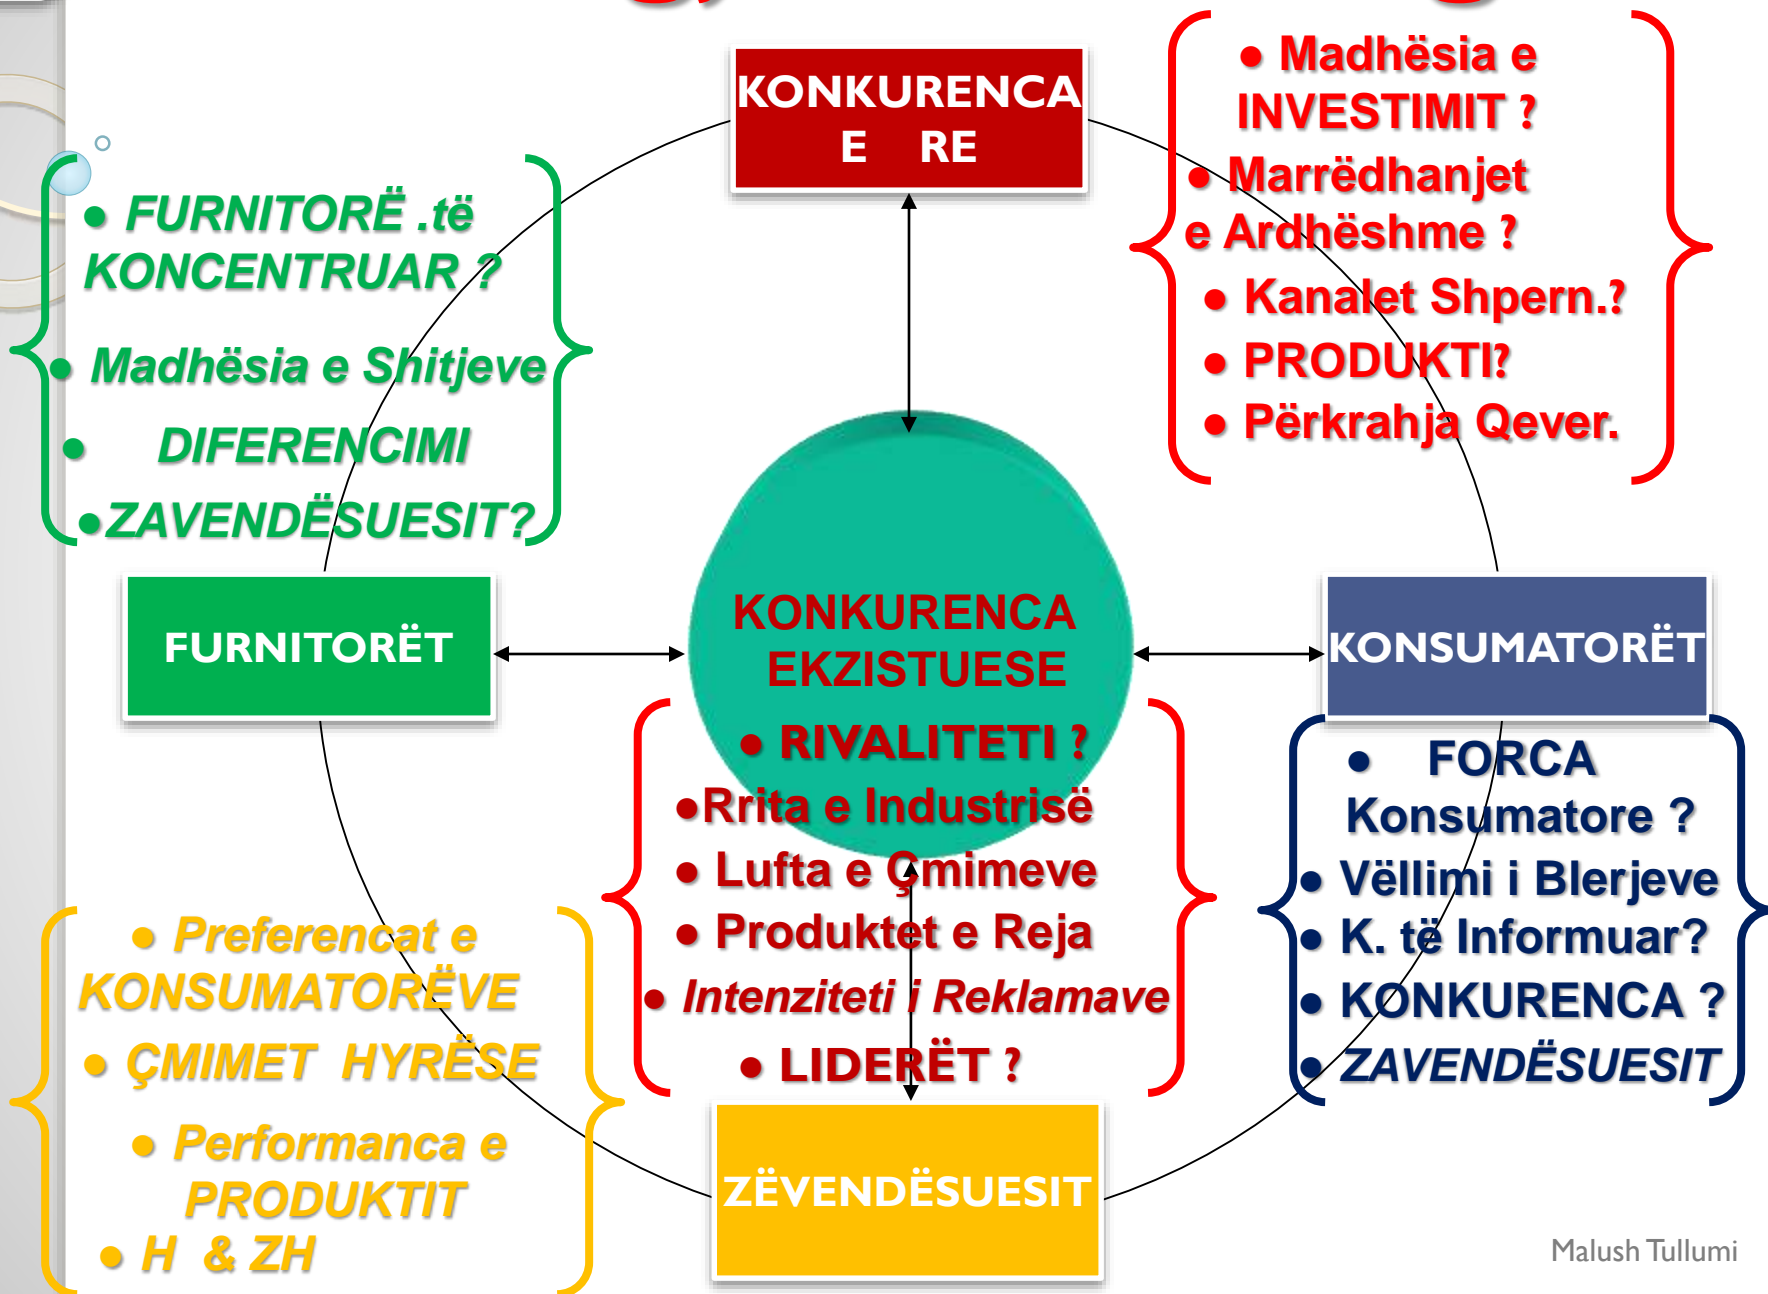 KONKURENCA
E RE
● Madhësia e
INVESTIMIT ?
● Marrëdhanjet
e Ardhëshme ?
● Kanalet Shpern.?
● PRODUKTI?
● Përkrahja Qever.
● FURNITORË .të
KONCENTRUAR ?
● Madhësia e Shitjeve
● DIFERENCIMI
●ZAVENDËSUESIT?
FURNITORËT
KONKURENCA
EKZISTUESE
● RIVALITETI ?
●Rrita e Industrisë
● Lufta e Çmimeve
● Produktet e Reja
● Intenziteti i Reklamave
● LIDERËT ?
KONSUMATORËT
● FORCA
Konsumatore ?
● Vëllimi i Blerjeve
● K. të Informuar?
● KONKURENCA ?
● ZAVENDËSUESIT
● Preferencat e
KONSUMATORËVE
● ÇMIMET HYRËSE
● Performanca e
PRODUKTIT
● H & ZH
ZËVENDËSUESIT
Malush Tullumi